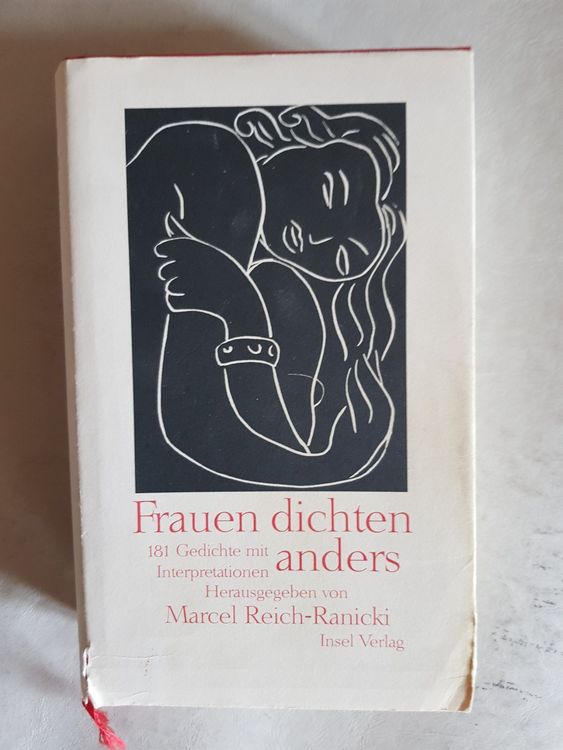 Frauen dichten
181 Gedichte mit
Interpretationen
anders
Herausgegeben von
Marcel Reich-Ranicki
Insel Verlag